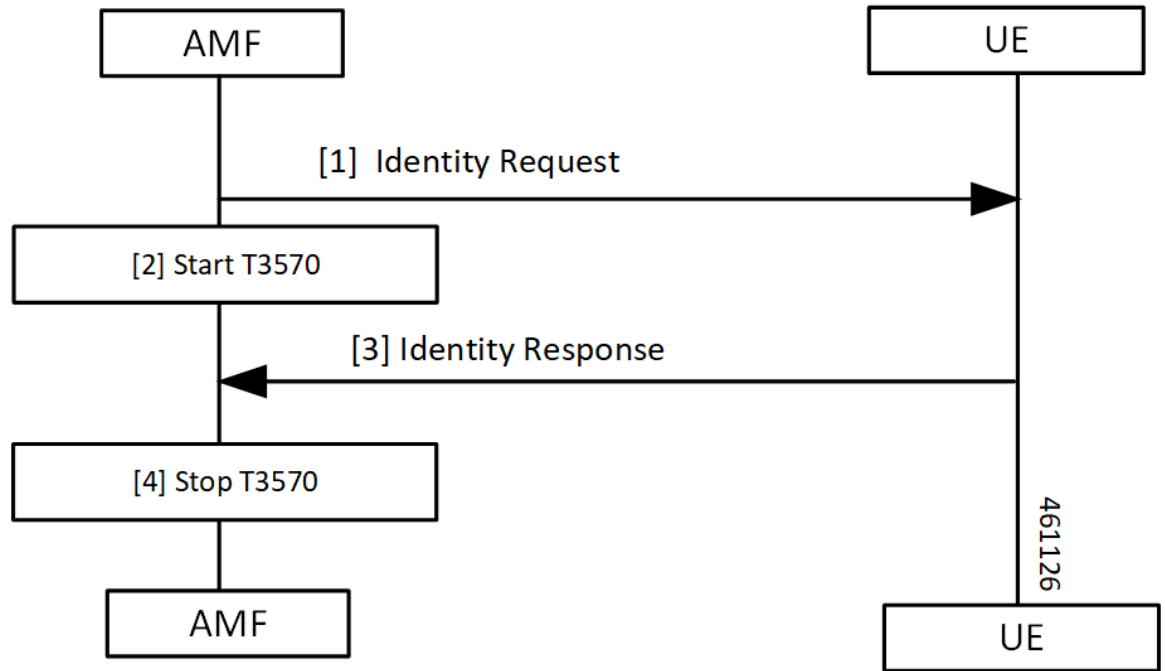 AMF
UE
[1] Identity Request
[2] Start T3570
[3] Identity Response
[4] Stop T3570
461126
AMF
UE